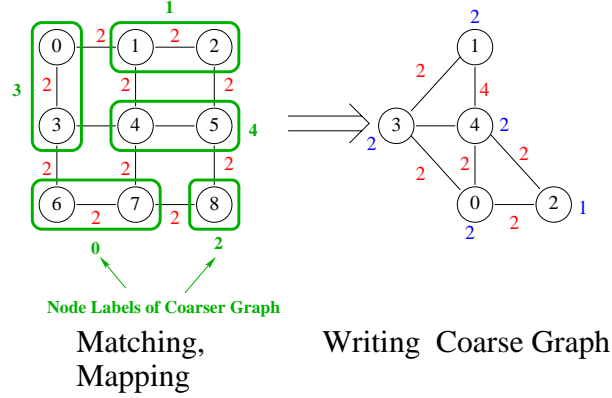 1
0 2 1 2 2
3 2 2 2
3 4 5 4
2 2 2
6 2 7 2 8
0 2
Node Labels of Coarser Graph
Matching,
Mapping
2
1
2 4
3 4 2
2
2 2 2
0 2 2 1
2
Writing Coarse Graph